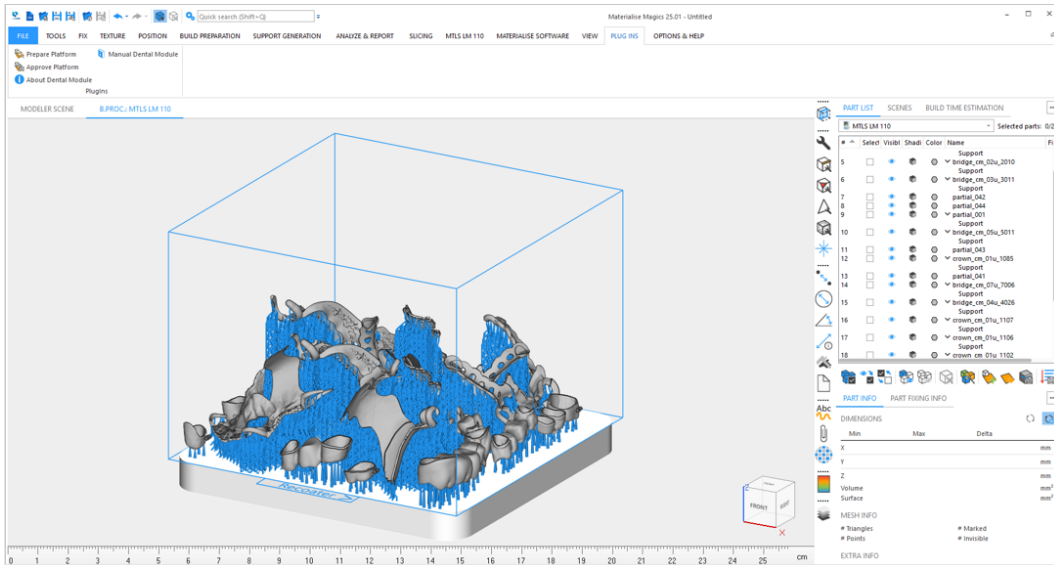 Quick search (Shift+Q)
Materialise Magics 25.01 - Untitled
FILE TOOLS FIX TEXTURE POSITION BUILD PREPARATION SUPPORT GENERATION ANALYZE & REPORT SLICING MTLS LM 110 MATERIALISE SOFTWARE VIEW PLUG INS OPTIONS & HELP
Prepare Platform Manual Dental Module
Approve Platform
About Dental Module
Plugins
MODELER SCENE B.PROC.: MTLS LM 110
PART LIST SCENES BUILD TIME ESTIMATION
MTLS LM 110 Selected parts: 0/2
# Select Visibl Shadi Color Name Fi
Support
5 bridge_cm_02u_2010
Support
6 bridge_cm_03u_3011
Support
7 partial_042
8 partial_044
9 partial_001
Support
10 bridge_cm_05u_5011
Support
11 partial_043
12 crown_cm_01u_1085
Support
13 partial_041
14 bridge_cm_07u_7006
Support
15 bridge_cm_04u_4026
Support
16 crown_cm_01u_1107
Support
17 crown_cm_01u_1106
Support
18 crown_cm_01u_1102
PART INFO PART FIXING INFO
DIMENSIONS
Min Max Delta
X mm
Y mm
Z mm
Volume mm³
Surface mm²
MESH INFO
# Triangles # Marked
# Points # Invisible
EXTRA INFO
Abc
Recoater >
Z
FRONT
RIGHT
X
0 1 2 3 4 5 6 7 8 9 10 11 12 13 14 15 16 17 18 19 20 21 22 23 24 25 cm